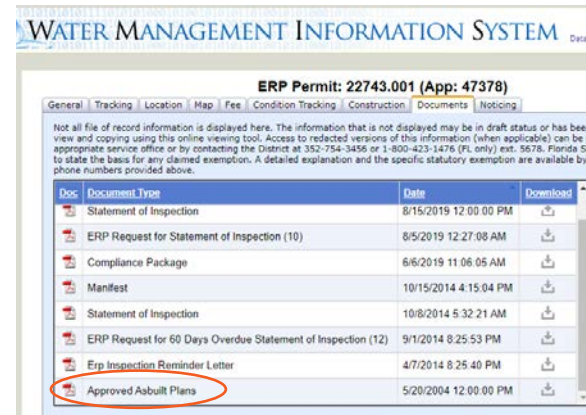 WATER MANAGEMENT INFORMATION SYSTEM Data
ERP Permit: 22743.001 (App: 47378)
General Tracking Location Map Fee Condition Tracking Construction Documents Noticing
Not all file of record information is displayed here. The information that is not displayed may be in draft status or has bee
view and copying using this online viewing tool. Access to redacted versions of this information (when applicable) can be
appropriate service office or by contacting the District at 352-754-3456 or 1-800-423-1476 (FL only) ext. 5678. Florida S
to state the basis for any claimed exemption. A detailed explanation and the specific statutory exemption are available by
phone numbers provided above.
Doc Document Type Date Download
Statement of Inspection 8/15/2019 12:00:00 PM
ERP Request for Statement of Inspection (10) 8/5/2019 12:27:08 AM
Compliance Package 6/6/2019 11:06:05 AM
Manifest 10/15/2014 4:15:04 PM
Statement of Inspection 10/8/2014 5:32:21 AM
ERP Request for 60 Days Overdue Statement of Inspection (12) 9/1/2014 8:25:53 PM
Erp Inspection Reminder Letter 4/7/2014 8:25:40 PM
Approved Asbuilt Plans 5/20/2004 12:00:00 PM